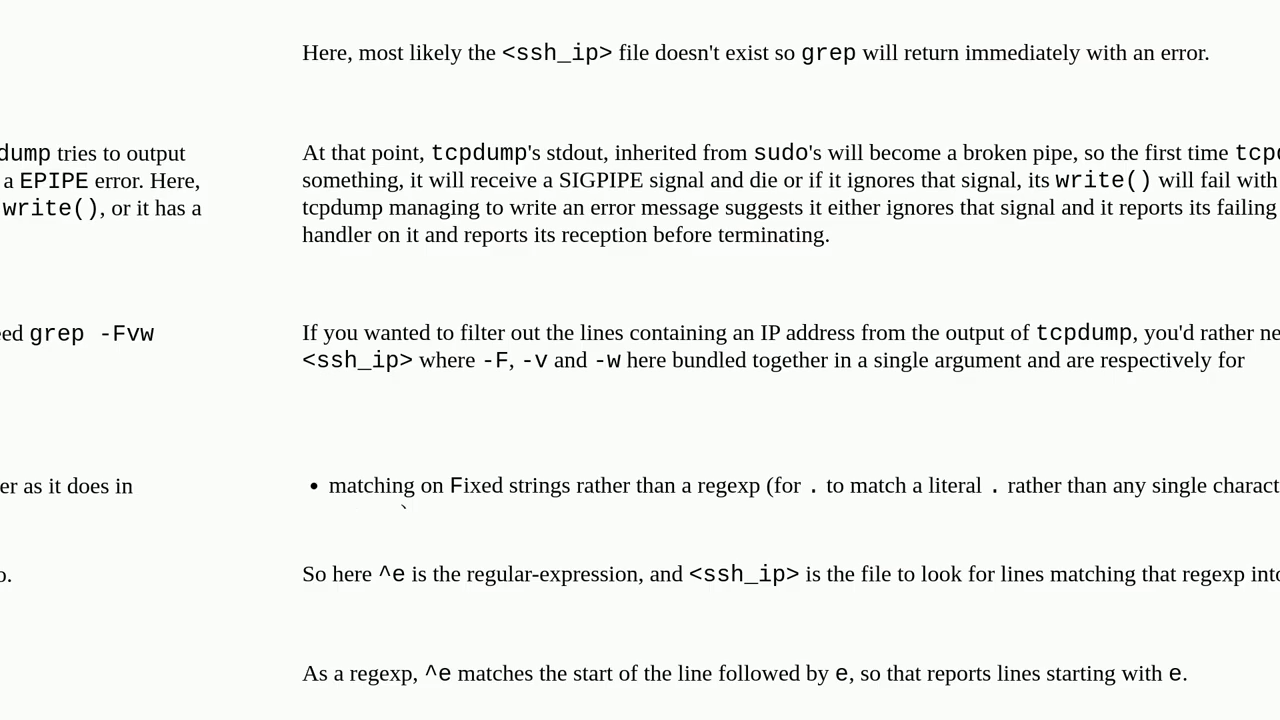 dump tries to output
a EPIPE error. Here,
write(), or it has a
eed grep -Fvw
er as it does in
o.
Here, most likely the <ssh_ip> file doesn't exist so grep will return immediately with an error.
At that point, tcpdump's stdout, inherited from sudo's will become a broken pipe, so the first time tcp
something, it will receive a SIGPIPE signal and die or if it ignores that signal, its write() will fail with
tcpdump managing to write an error message suggests it either ignores that signal and it reports its failing
handler on it and reports its reception before terminating.
If you wanted to filter out the lines containing an IP address from the output of tcpdump, you'd rather ne
<ssh_ip> where -F, -v and -w here bundled together in a single argument and are respectively for
• matching on Fixed strings rather than a regexp (for . to match a literal . rather than any single charact
`
So here ^e is the regular-expression, and <ssh_ip> is the file to look for lines matching that regexp int
As a regexp, ^e matches the start of the line followed by e, so that reports lines starting with e.